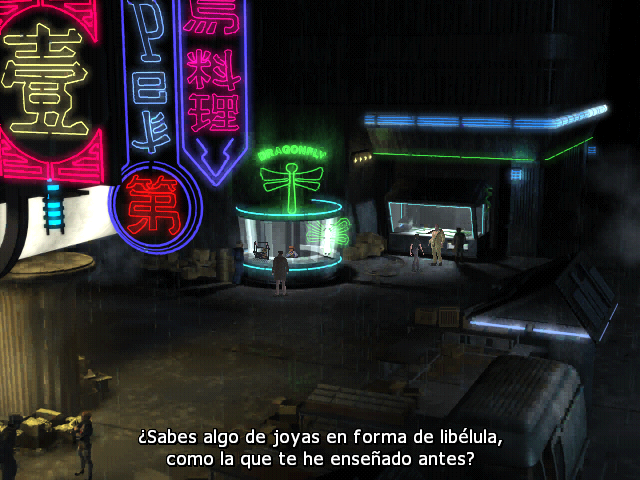 壹
鳥
料
理
第
DRAGONFLY
¿Sabes algo de joyas en forma de libélula,
como la que te he enseñado antes?